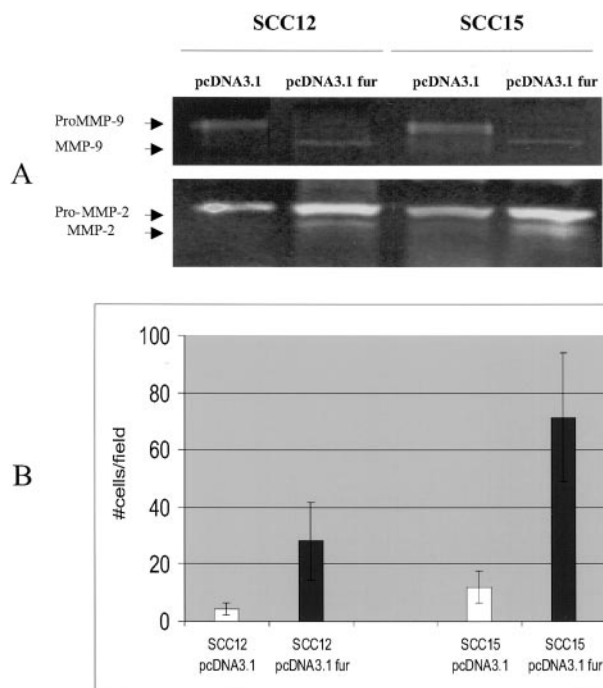 SCC12 SCC15
pcDNA3.1 pcDNA3.1 fur pcDNA3.1 pcDNA3.1 fur
ProMMP-9
MMP-9
A
Pro-MMP-2
MMP-2
B
#cells/field
100
80
60
40
20
0
SCC12 SCC12 SCC15 SCC15
pcDNA3.1 pcDNA3.1 fur pcDNA3.1 pcDNA3.1 fur